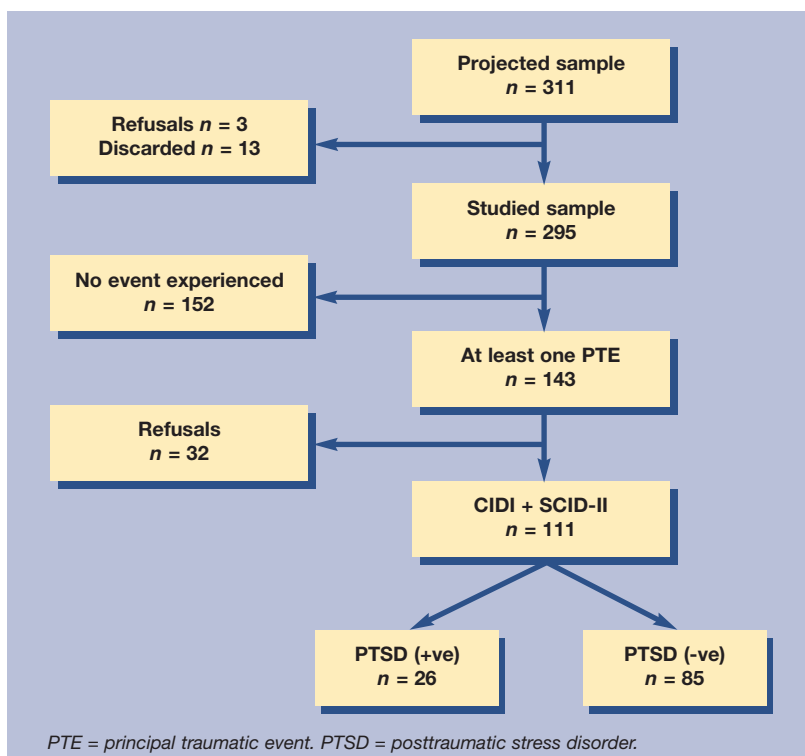 Projected sample
n = 311
Refusals n = 3
Discarded n = 13
Studied sample
n = 295
No event experienced
n = 152
At least one PTE
n = 143
Refusals
n = 32
CIDI + SCID-II
n = 111
PTSD (+ve)
n = 26
PTSD (-ve)
n = 85
PTE = principal traumatic event. PTSD = posttraumatic stress disorder.